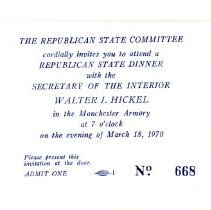 THE REPUBLICAN STATE COMMITTEE
cordially invites you to attend a
REPUBLICAN STATE DINNER
with the
SECRETARY OF THE INTERIOR
WALTER J. HICKEL
in the Manchester Armory
at 7 o'clock
on the evening of March 18, 1970
Please present this
invitation at the door.
ADMIT ONE
No. 668